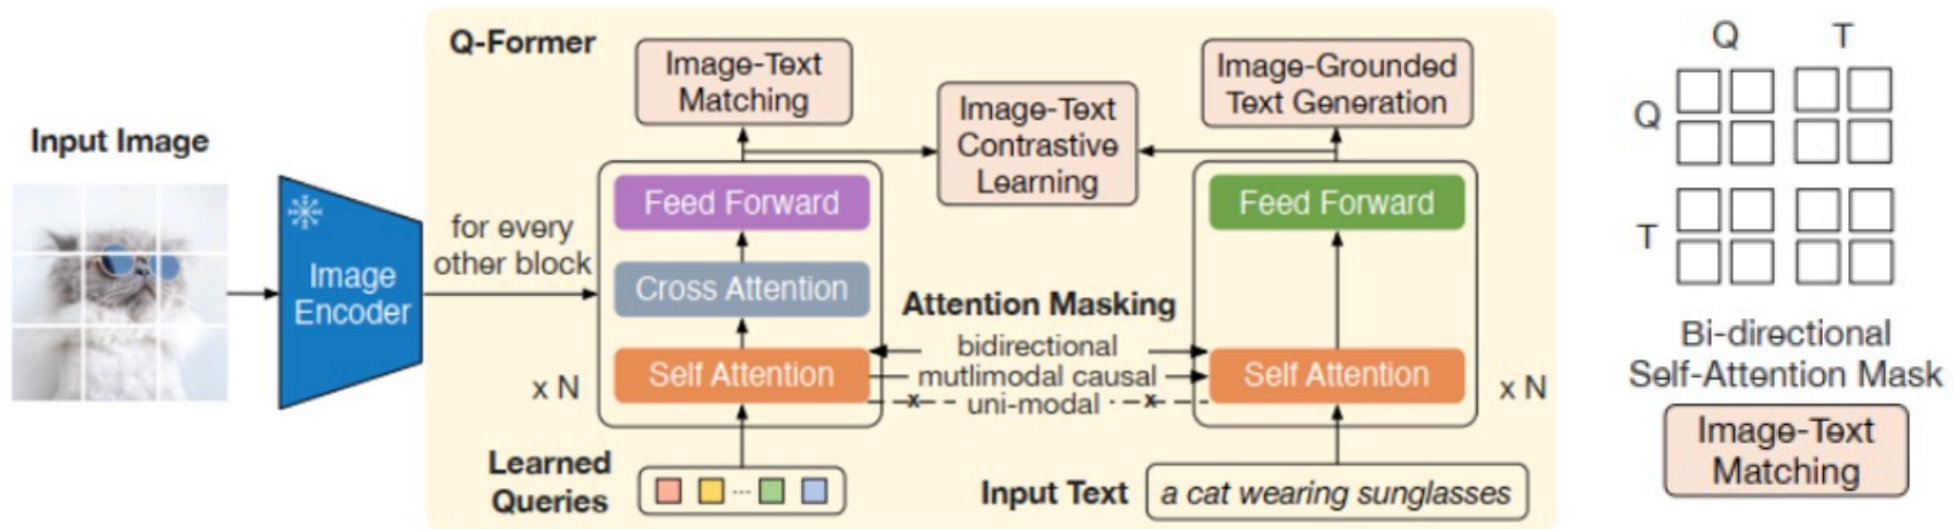 Q-Former
Input Image
Image-Text
Matching
Image-Text
Contrastive
Learning
Image-Grounded
Text Generation
Image
Encoder
for every
other block
Feed Forward
Cross Attention
Self Attention
x N
Attention Masking
bidirectional
mutlimodal causal
x uni-modal x
Feed Forward
Self Attention
x N
Learned
Queries
...
Input Text
a cat wearing sunglasses
Q T
Q
T
Bi-directional
Self-Attention Mask
Image-Text
Matching